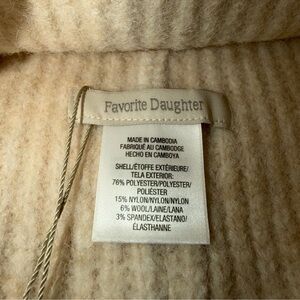 Favorite Daughter
MADE IN CAMBODIA
FABRIQUÉ AU CAMBODGE
HECHO EN CAMBOYA
SHELL/ÉTOFFE EXTÉRIEURE/
TELA EXTERIOR:
76% POLYESTER/POLYESTER/
POLIÉSTER
15% NYLON/NYLON/NYLON
6% WOOL/LAINE/LANA
3% SPANDEX/ELASTANO/
ÉLASTHANNE